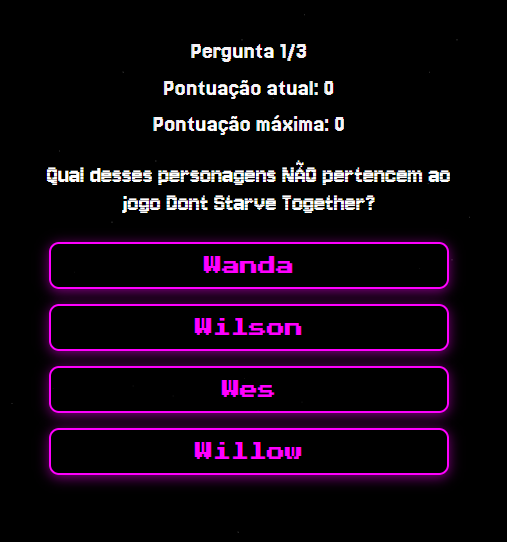 Pergunta 1/3
Pontuação atual: 0
Pontuação máxima: 0
Qual desses personagens NÃO pertencem ao
jogo Dont Starve Together?
Wanda
Wilson
Wes
Willow